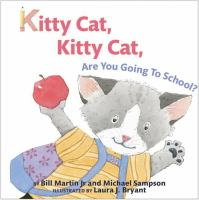 Kitty Cat,
Kitty Cat,
Are You Going To School?
BY Bill Martin Jr and Michael Sampson
ILLUSTRATED BY Laura J. Bryant